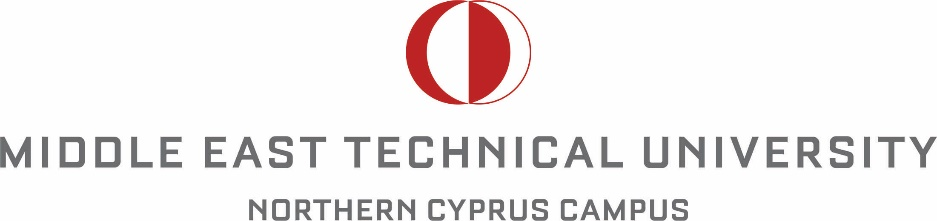 MIDDLE EAST TECHNICAL UNIVERSITY
NORTHERN CYPRUS CAMPUS